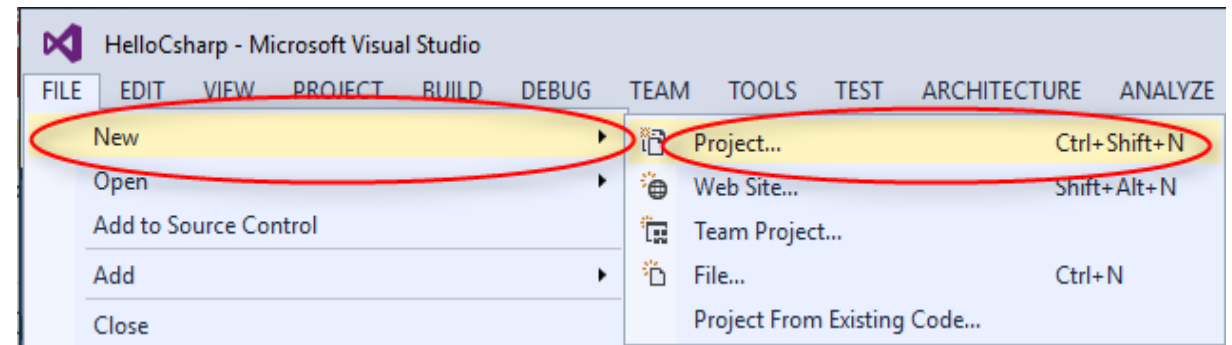 HelloCsharp - Microsoft Visual Studio
FILE EDIT VIEW PROJECT BUILD DEBUG TEAM TOOLS TEST ARCHITECTURE ANALYZE
New
Open
Add to Source Control
Add
Close
Project... Ctrl+Shift+N
Web Site... Shift+Alt+N
Team Project...
File... Ctrl+N
Project From Existing Code...